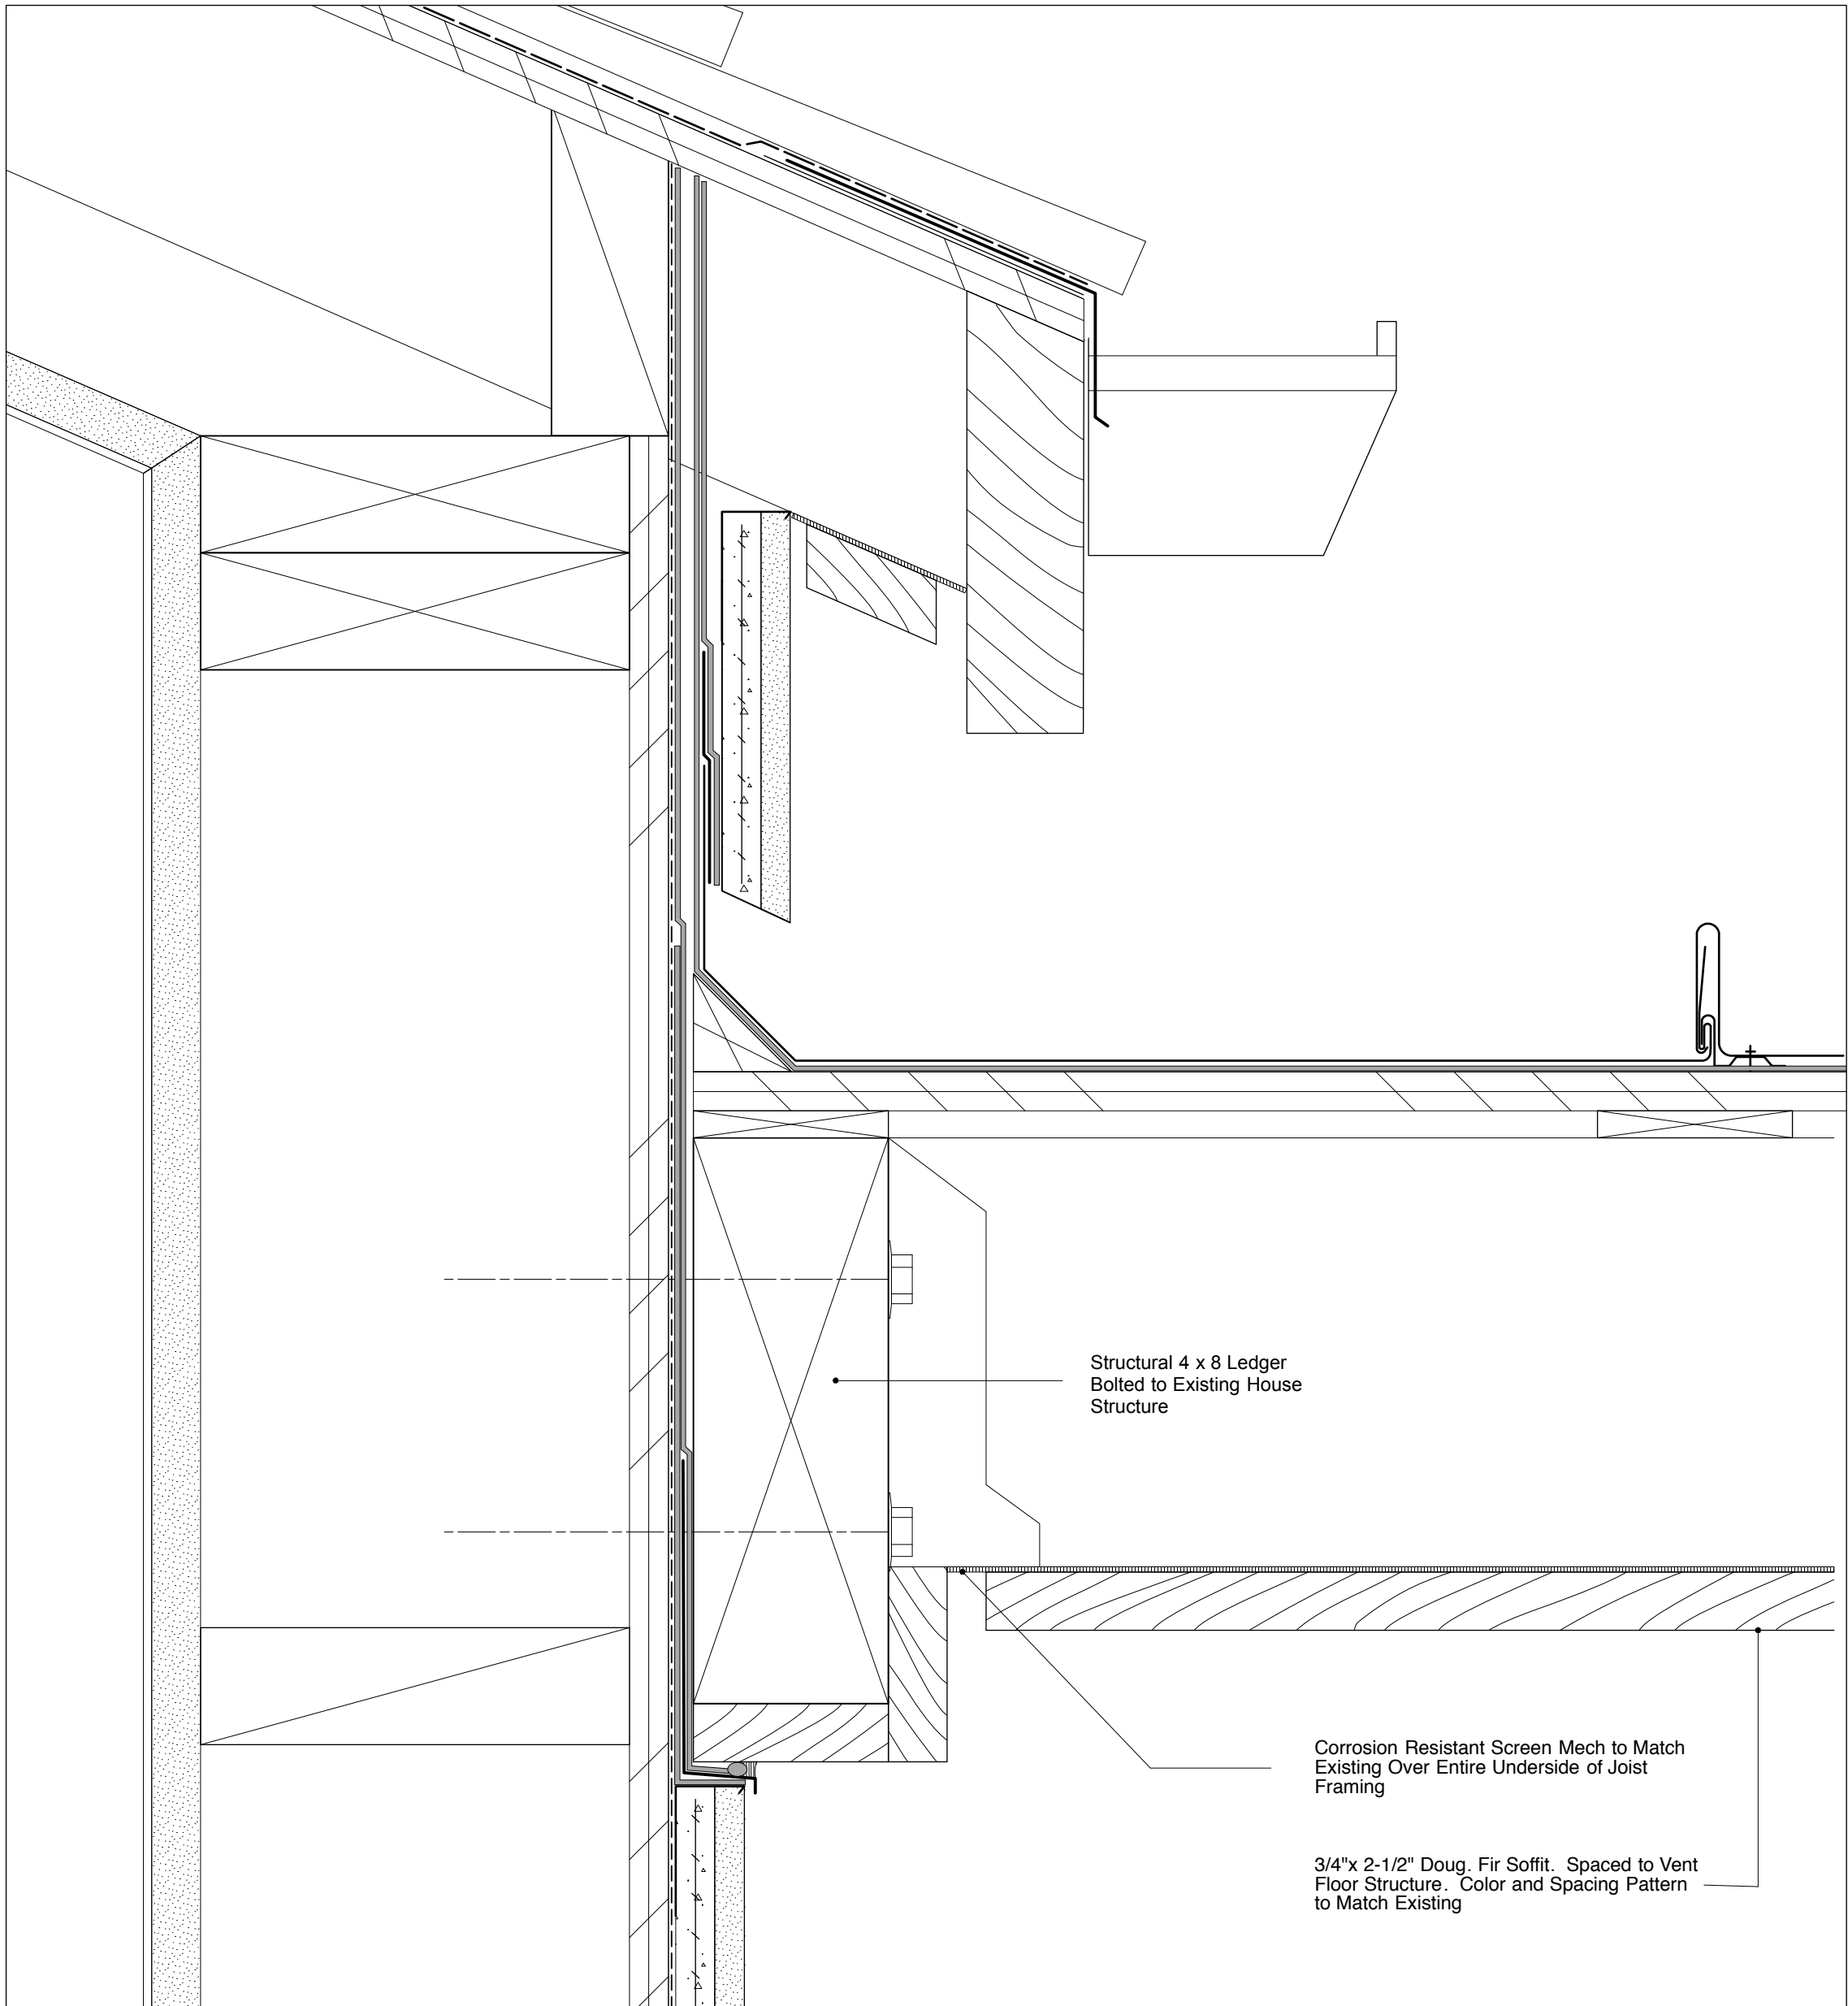 Structural 4 x 8 Ledger
Bolted to Existing House
Structure
Corrosion Resistant Screen Mech to Match
Existing Over Entire Underside of Joist
Framing
3/4"x 2-1/2" Doug. Fir Soffit. Spaced to Vent
Floor Structure. Color and Spacing Pattern
to Match Existing